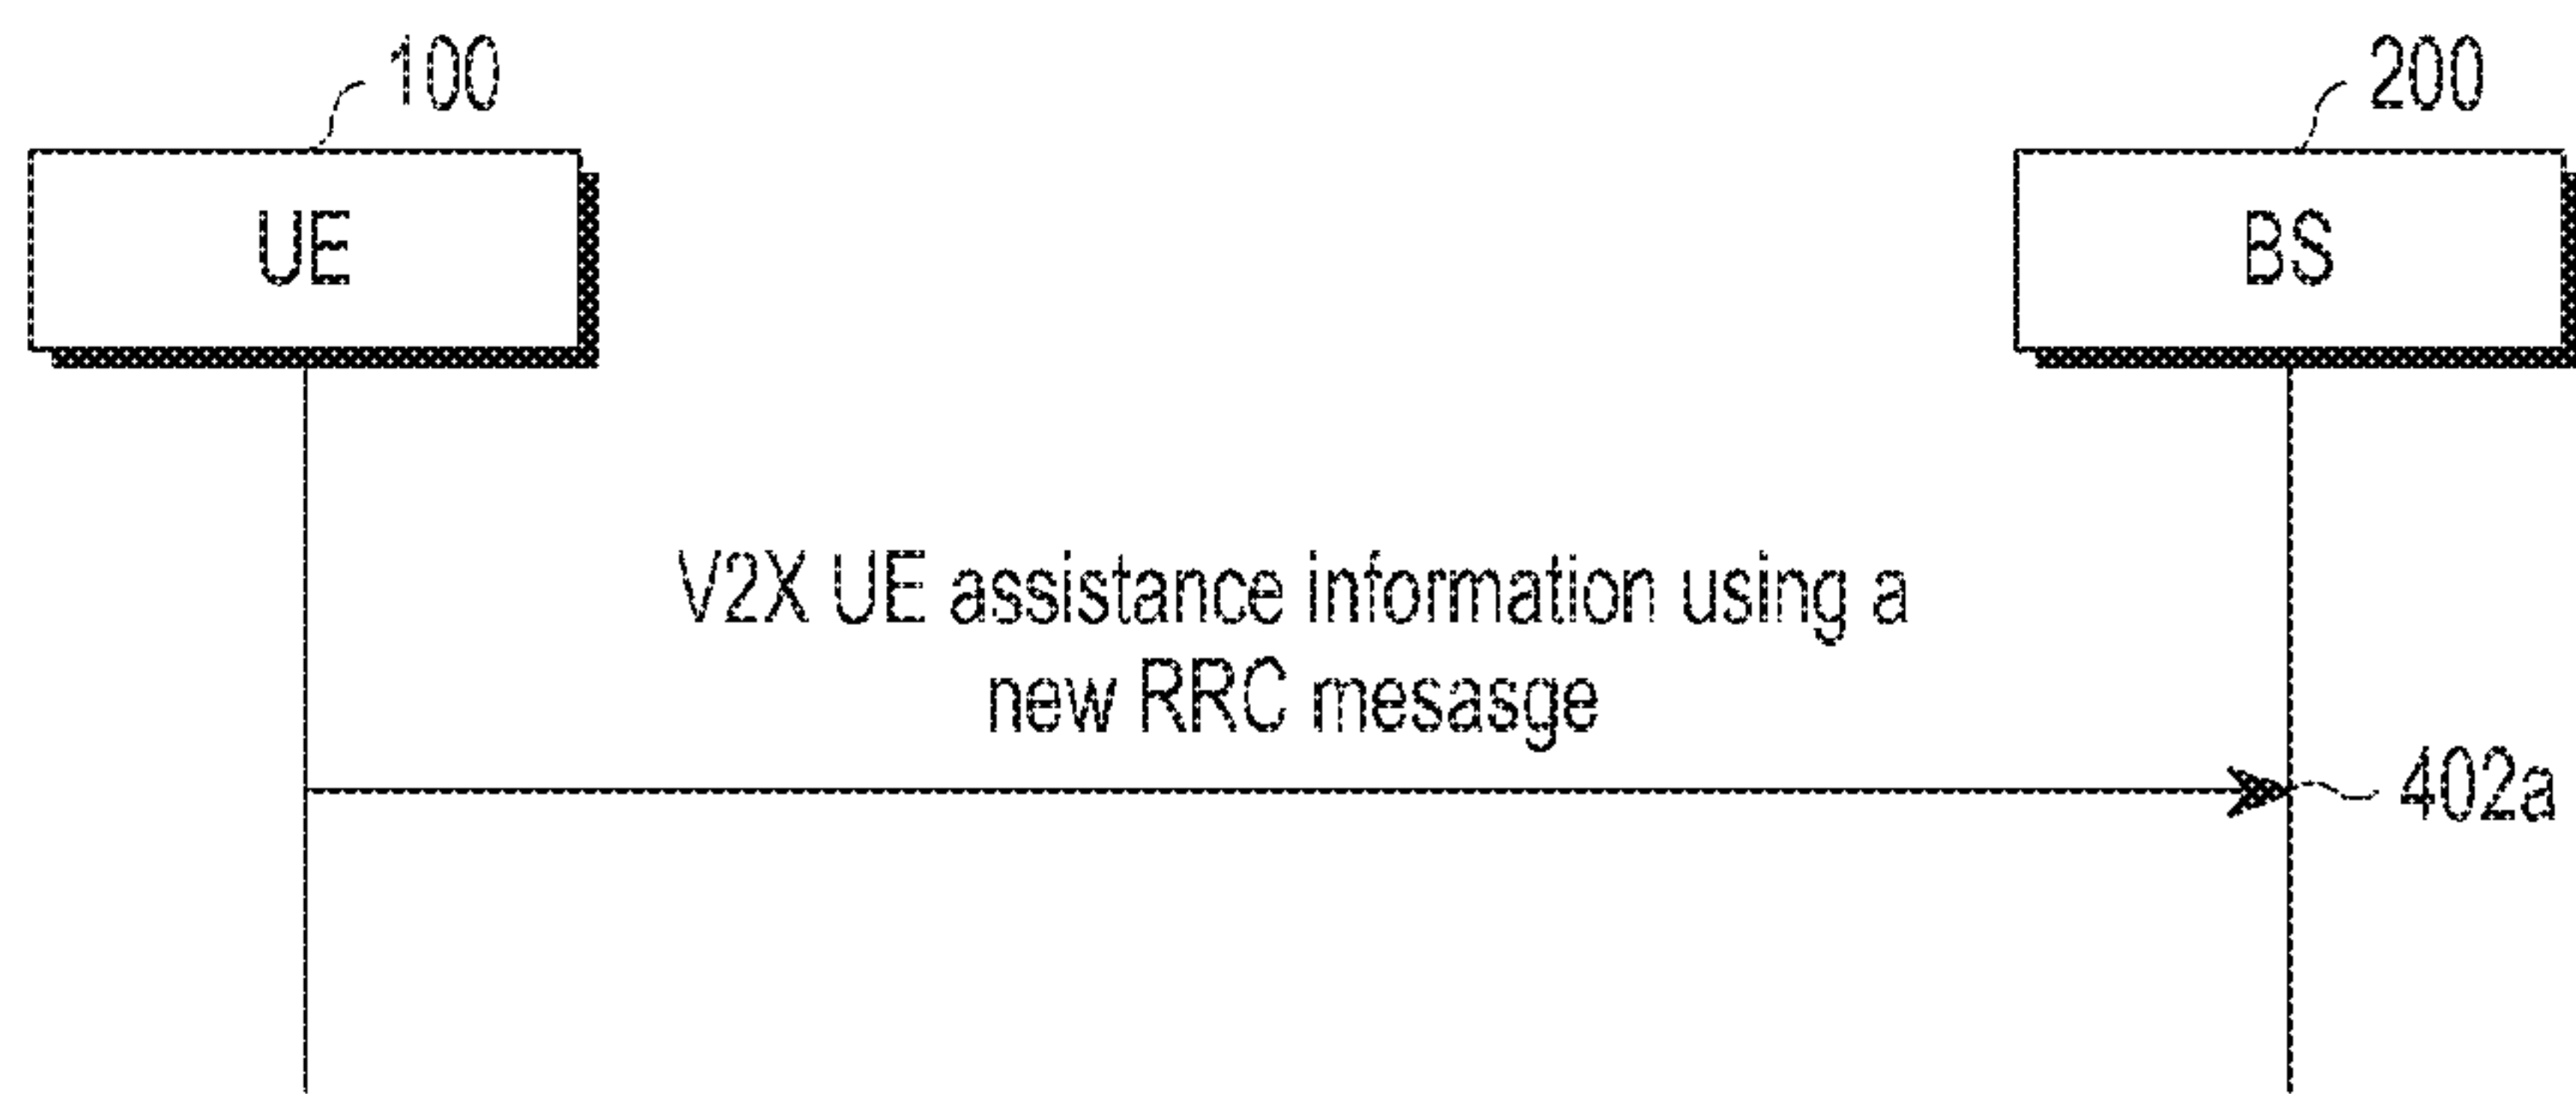 100
200
UE
BS
V2X UE assistance information using a
new RRC mesasge
402a